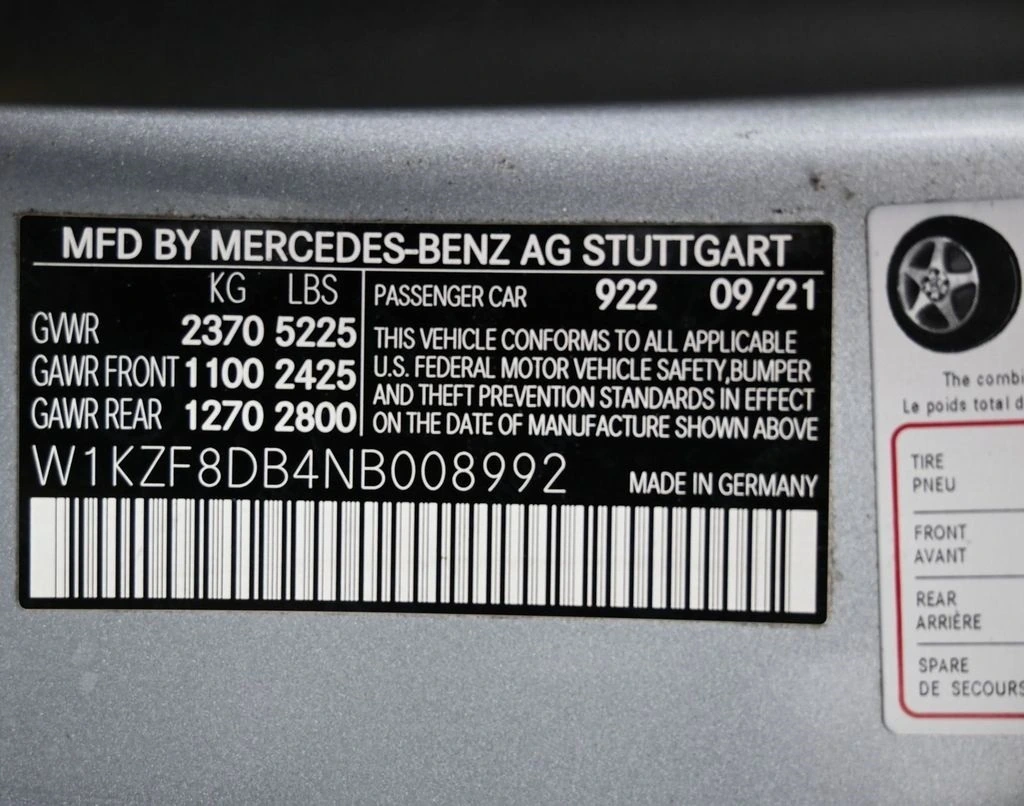 MFD BY MERCEDES-BENZ AG STUTTGART
KG LBS
GVWR 2370 5225
GAWR FRONT 1100 2425
GAWR REAR 1270 2800
PASSENGER CAR 922 09/21
THIS VEHICLE CONFORMS TO ALL APPLICABLE
U.S. FEDERAL MOTOR VEHICLE SAFETY,BUMPER
AND THEFT PREVENTION STANDARDS IN EFFECT
ON THE DATE OF MANUFACTURE SHOWN ABOVE
W1KZF8DB4NB008992
MADE IN GERMANY
The combi
Le poids total d
TIRE
PNEU
FRONT
AVANT
REAR
ARRIÈRE
SPARE
DE SECOURS